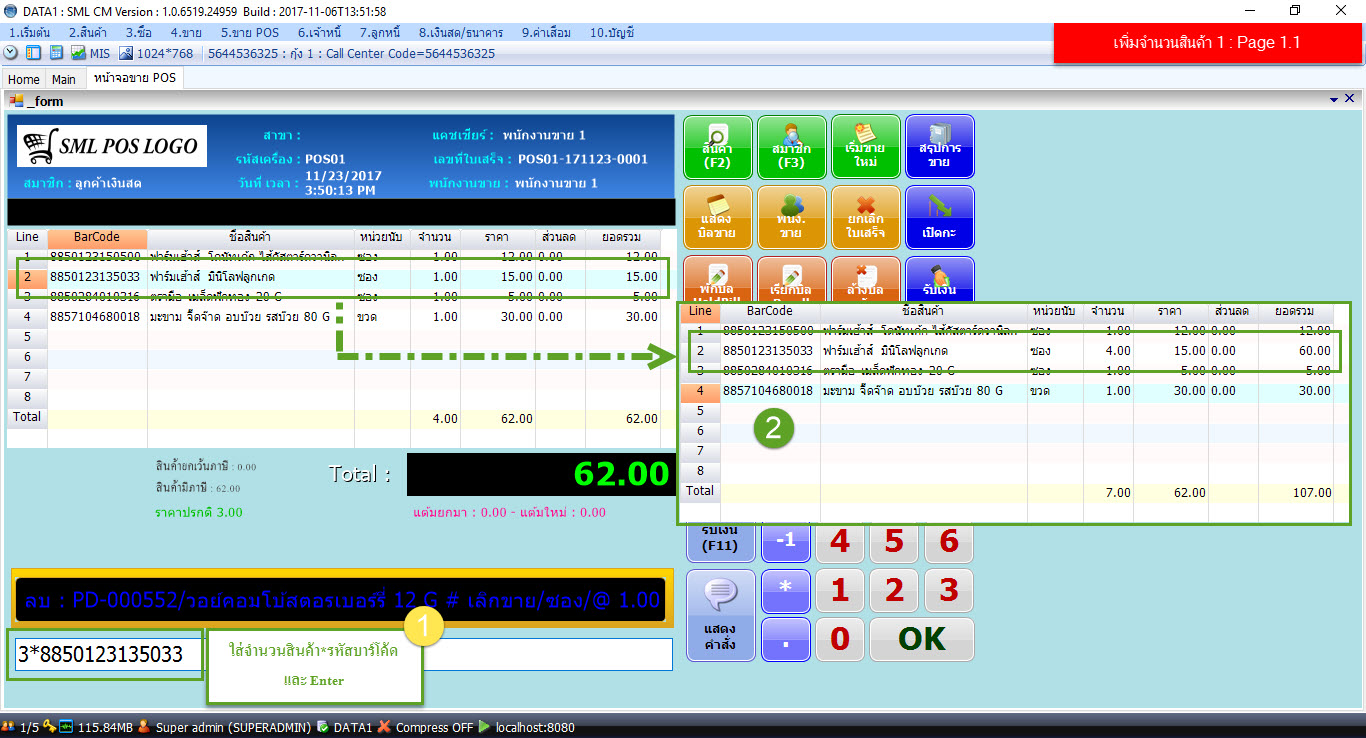 DATA1 : SML CM Version : 1.0.6519.24959 Build : 2017-11-06T13:51:58
1.เริ่มต้น 2.สินค้า 3.ซื้อ 4.ขาย 5.ขาย POS 6.เจ้าหนี้ 7.ลูกหนี้ 8.เงินสด/ธนาคาร 9.ค่าเสื่อม 10.บัญชี
MIS 1024*768 5644536325 : กุ้ง 1 : Call Center Code=5644536325
เพิ่มจำนวนสินค้า 1 : Page 1.1
Home Main หน้าจอขาย POS
_form
SML POS LOGO
สาขา :
แคชเชียร์ : พนักงานขาย 1
รหัสเครื่อง : POS01
เลขที่ใบเสร็จ : POS01-171123-0001
สมาชิก : ลูกค้าเงินสด
วันที่ เวลา : 11/23/2017
3:50:13 PM
พนักงานขาย : พนักงานขาย 1
สินค้า
(F2)
สมาชิก
(F3)
เริ่มขาย
ใหม่
สรุปการ
ขาย
แสดง
บิลขาย
พนง.
ขาย
ยกเลิก
ใบเสร็จ
เปิดกะ
พักบิล
HoldBill
เรียกบิล
ล้างบิล
รับเงิน
Line BarCode ชื่อสินค้า หน่วยนับ จำนวน ราคา ส่วนลด ยอดรวม
1 8850123150500 ฟาร์มเฮ้าส์ โดนัทเค้ก ไส้คัสตาร์ดวานิล.. ซอง 1.00 12.00 0.00 12.00
2 8850123135033 ฟาร์มเฮ้าส์ มินิโลฟลูกเกด ซอง 1.00 15.00 0.00 15.00
3 8850284010316 ตรามือ เมล็ดฟักทอง 20 G ซอง 1.00 5.00 0.00 5.00
4 8857104680018 มะขาม จี๊ดจ๊าด อบบ๊วย รสบ๊วย 80 G ขวด 1.00 30.00 0.00 30.00
5
6
7
8
Total 4.00 62.00 62.00
Line BarCode ชื่อสินค้า หน่วยนับ จำนวน ราคา ส่วนลด ยอดรวม
1 8850123150500 ฟาร์มเฮ้าส์ โดนัทเค้ก ไส้คัสตาร์ดวานิล.. ซอง 1.00 12.00 0.00 12.00
2 8850123135033 ฟาร์มเฮ้าส์ มินิโลฟลูกเกด ซอง 4.00 15.00 0.00 60.00
3 8850284010316 ตรามือ เมล็ดฟักทอง 20 G ซอง 1.00 5.00 0.00 5.00
4 8857104680018 มะขาม จี๊ดจ๊าด อบบ๊วย รสบ๊วย 80 G ขวด 1.00 30.00 0.00 30.00
5
6
7
8
Total 7.00 62.00 107.00
2
สินค้ายกเว้นภาษี : 0.00
สินค้ามีภาษี : 62.00
ราคาปรกติ 3.00
Total : 62.00
แต้มยกมา : 0.00 - แต้มใหม่ : 0.00
รับเงิน
(F11)
-1 4 5 6
* 1 2 3
แสดง
คำสั่ง
. 0 OK
ลบ : PD-000552/วอยคอมโบ้สตอรเบอร์รี่ 12 G # เลิกขาย/ซอง/@ 1.00
1
3*8850123135033
ใส่จำนวนสินค้า*รหัสบาร์โค้ด
และ Enter
1/5 115.84MB Super admin (SUPERADMIN) DATA1 Compress OFF localhost:8080